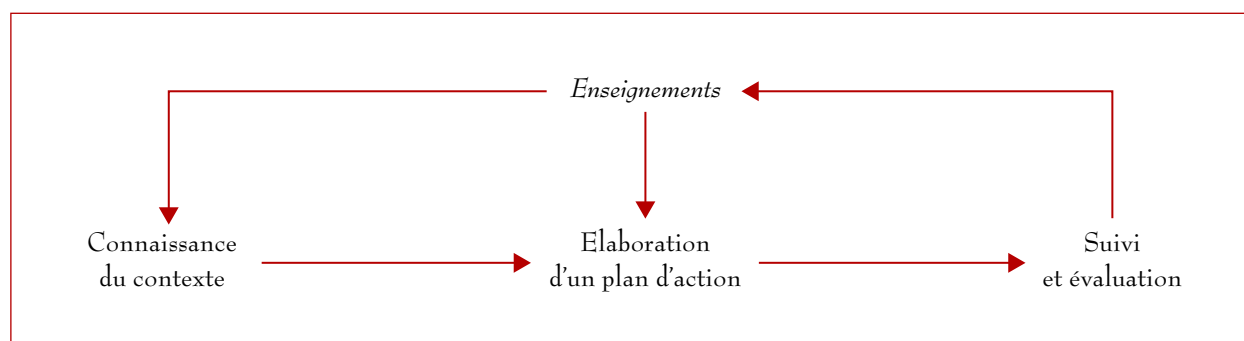 Enseignements
Connaissance
du contexte
Elaboration
d'un plan d'action
Suivi
et évaluation